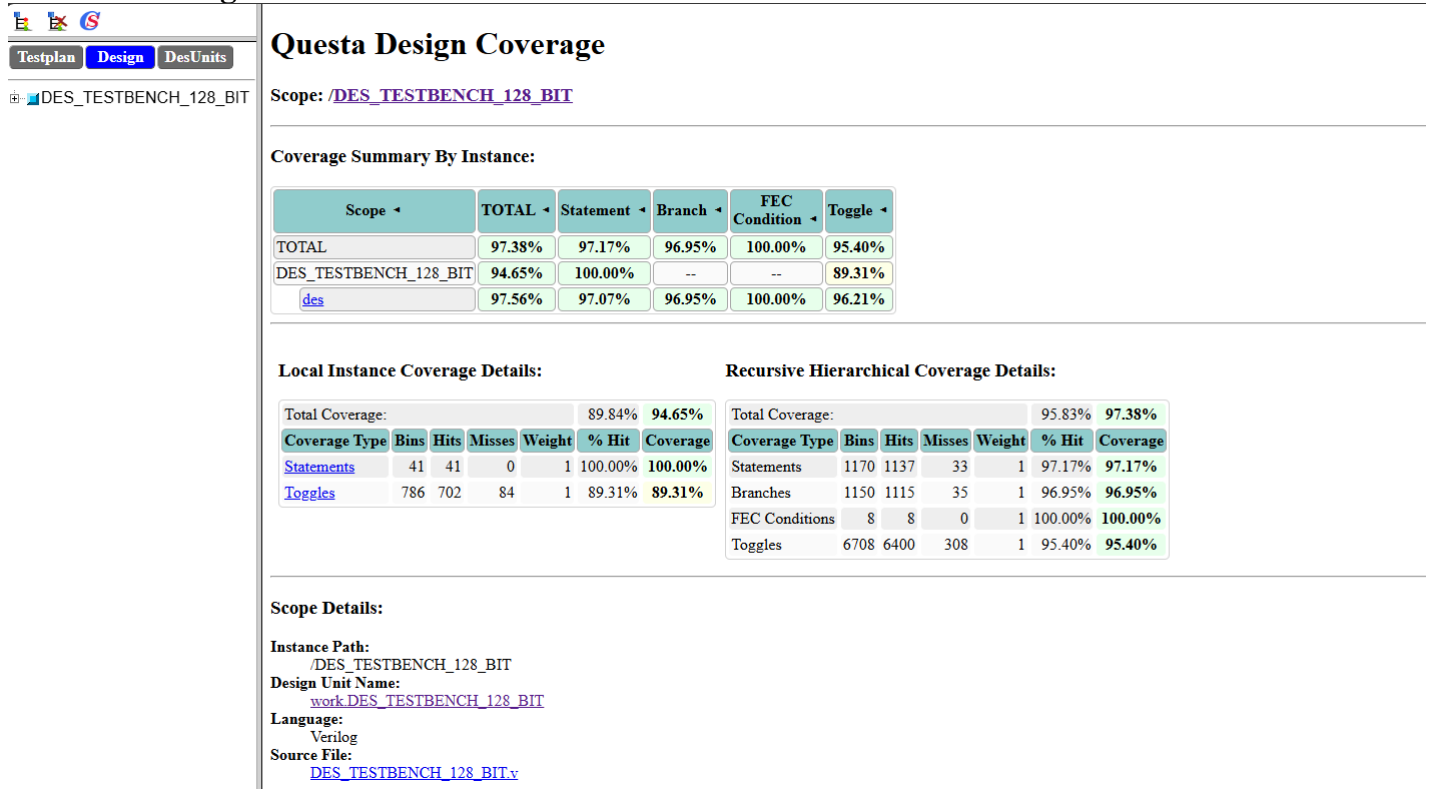 Testplan Design DesUnits
DES_TESTBENCH_128_BIT
Questa Design Coverage
Scope: /DES_TESTBENCH_128_BIT
Coverage Summary By Instance:
Scope TOTAL Statement Branch FEC Condition Toggle
TOTAL 97.38% 97.17% 96.95% 100.00% 95.40%
DES_TESTBENCH_128_BIT 94.65% 100.00% -- -- 89.31%
des 97.56% 97.07% 96.95% 100.00% 96.21%
Local Instance Coverage Details:
Total Coverage: 89.84% 94.65%
Coverage Type Bins Hits Misses Weight % Hit Coverage
Statements 41 41 0 1 100.00% 100.00%
Toggles 786 702 84 1 89.31% 89.31%
Recursive Hierarchical Coverage Details:
Total Coverage: 95.83% 97.38%
Coverage Type Bins Hits Misses Weight % Hit Coverage
Statements 1170 1137 33 1 97.17% 97.17%
Branches 1150 1115 35 1 96.95% 96.95%
FEC Conditions 8 8 0 1 100.00% 100.00%
Toggles 6708 6400 308 1 95.40% 95.40%
Scope Details:
Instance Path:
/DES_TESTBENCH_128_BIT
Design Unit Name:
work.DES_TESTBENCH_128_BIT
Language:
Verilog
Source File:
DES_TESTBENCH_128_BIT.v